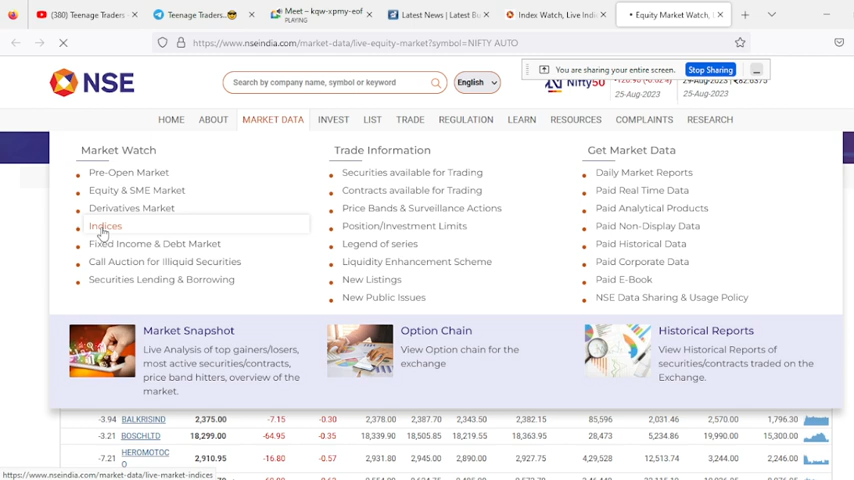 (380) Teenage Traders -
Teenage Traders..
Meet – kqw-xpmy-eof
PLAYING
Latest News | Latest Bu
Index Watch, Live Indi
Equity Market Watch,
https://www.nseindia.com/market-data/live-equity-market?symbol=NIFTY AUTO
NSE
Search by company name, symbol or keyword
English
You are sharing your entire screen.
Stop Sharing
Nifty50
25-Aug-2023
25-Aug-2023
HOME ABOUT MARKET DATA INVEST LIST TRADE REGULATION LEARN RESOURCES COMPLAINTS RESEARCH
Market Watch
Pre-Open Market
Equity & SME Market
Derivatives Market
Indices
Fixed Income & Debt Market
Call Auction for Illiquid Securities
Securities Lending & Borrowing
Trade Information
Securities available for Trading
Contracts available for Trading
Price Bands & Surveillance Actions
Position/Investment Limits
Legend of series
Liquidity Enhancement Scheme
New Listings
New Public Issues
Get Market Data
Daily Market Reports
Paid Real Time Data
Paid Analytical Products
Paid Non-Display Data
Paid Historical Data
Paid Corporate Data
Paid E-Book
NSE Data Sharing & Usage Policy
Market Snapshot
Live Analysis of top gainers/losers,
most active securities/contracts,
price band hitters, overview of the
market.
Option Chain
View Option chain for the
exchange
Historical Reports
View Historical Reports of
securities/contracts traded on the
Exchange.
-3.94 BALKRISIND 2,375.00 -7.15 -0.30 2,378.00 2,387.70 2,343.50 2,382.15 85,596 2,031.46 2,570.00 1,796.30
-3.21 BOSCHLTD 18,299.00 -64.95 -0.35 18,339.90 18,505.85 18,219.55 18,363.95 28,473 5,234.86 19,990.00 15,300.00
HEROMOTOC
O
2,910.95 -16.80 -0.57 2,931.90 2,945.00 2,890.00 2,927.75 4,29,650 12,513.74 3,244.00 2,246.00
https://www.nseindia.com/market-data/live-market-indices